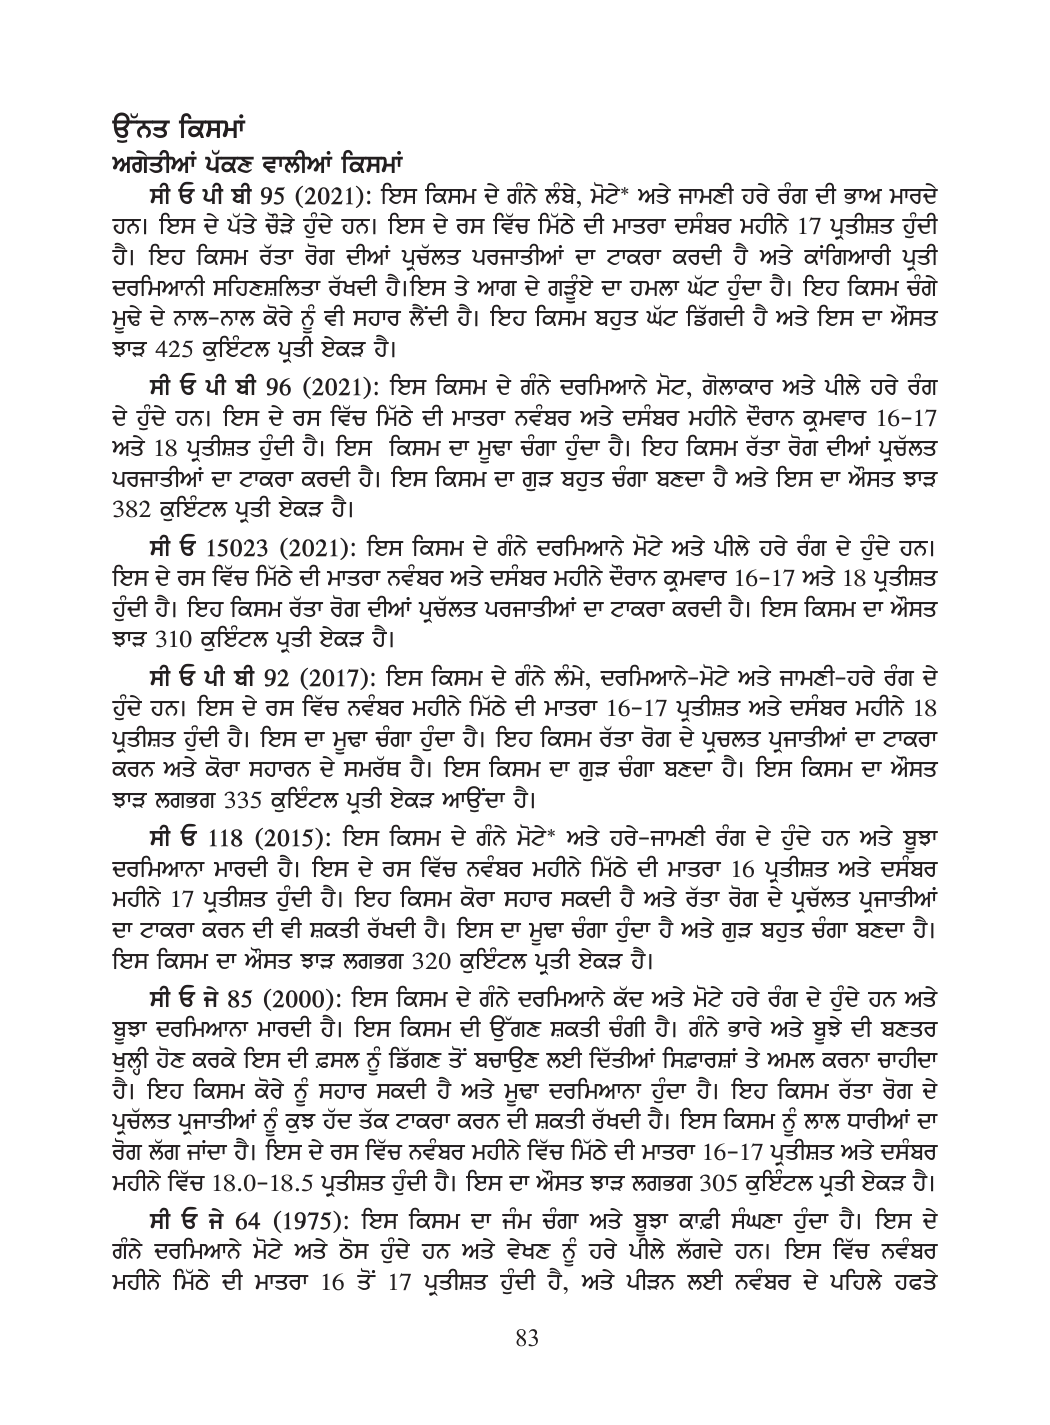 ਉੱਨਤ ਕਿਸਮਾਂ
ਅਗੇਤੀਆਂ ਪੱਕਣ ਵਾਲੀਆਂ ਕਿਸਮਾਂ
ਸੀ ਓ ਪੀ ਬੀ 95 (2021): ਇਸ ਕਿਸਮ ਦੇ ਗੰਨੇ ਲੰਬੇ, ਮੋਟੇ* ਅਤੇ ਜਾਮਣੀ ਹਰੇ ਰੰਗ ਦੀ ਭਾਅ ਮਾਰਦੇ
ਹਨ। ਇਸ ਦੇ ਪੱਤੇ ਚੌੜੇ ਹੁੰਦੇ ਹਨ। ਇਸ ਦੇ ਰਸ ਵਿੱਚ ਮਿੱਠੇ ਦੀ ਮਾਤਰਾ ਦਸੰਬਰ ਮਹੀਨੇ 17 ਪ੍ਰਤੀਸ਼ਤ ਹੁੰਦੀ
ਹੈ। ਇਹ ਕਿਸਮ ਰੱਤਾ ਰੋਗ ਦੀਆਂ ਪ੍ਰਚੱਲਤ ਪਰਜਾਤੀਆਂ ਦਾ ਟਾਕਰਾ ਕਰਦੀ ਹੈ ਅਤੇ ਕਾਂਗਿਆਰੀ ਪ੍ਰਤੀ
ਦਰਮਿਆਨੀ ਸਹਿਣਸ਼ਲਿਤਾ ਰੱਖਦੀ ਹੈ।ਇਸ ਤੇ ਆਗ ਦੇ ਗੜੂੰਏ ਦਾ ਹਮਲਾ ਘੱਟ ਹੁੰਦਾ ਹੈ। ਇਹ ਕਿਸਮ ਚੰਗੇ
ਮੂਢੇ ਦੇ ਨਾਲ-ਨਾਲ ਕੋਰੇ ਨੂੰ ਵੀ ਸਹਾਰ ਲੈਂਦੀ ਹੈ। ਇਹ ਕਿਸਮ ਬਹੁਤ ਘੱਟ ਡਿੱਗਦੀ ਹੈ ਅਤੇ ਇਸ ਦਾ ਔਸਤ
ਝਾੜ 425 ਕੁਇੰਟਲ ਪ੍ਰਤੀ ਏਕੜ ਹੈ।
ਸੀ ਓ ਪੀ ਬੀ 96 (2021): ਇਸ ਕਿਸਮ ਦੇ ਗੰਨੇ ਦਰਮਿਆਨੇ ਮੋਟ, ਗੋਲਾਕਾਰ ਅਤੇ ਪੀਲੇ ਹਰੇ ਰੰਗ
ਦੇ ਹੁੰਦੇ ਹਨ। ਇਸ ਦੇ ਰਸ ਵਿੱਚ ਮਿੱਠੇ ਦੀ ਮਾਤਰਾ ਨਵੰਬਰ ਅਤੇ ਦਸੰਬਰ ਮਹੀਨੇ ਦੌਰਾਨ ਕ੍ਰਮਵਾਰ 16-17
ਅਤੇ 18 ਪ੍ਰਤੀਸ਼ਤ ਹੁੰਦੀ ਹੈ। ਇਸ ਕਿਸਮ ਦਾ ਮੂਢਾ ਚੰਗਾ ਹੁੰਦਾ ਹੈ। ਇਹ ਕਿਸਮ ਰੱਤਾ ਰੋਗ ਦੀਆਂ ਪ੍ਰਚੱਲਤ
ਪਰਜਾਤੀਆਂ ਦਾ ਟਾਕਰਾ ਕਰਦੀ ਹੈ। ਇਸ ਕਿਸਮ ਦਾ ਗੁੜ ਬਹੁਤ ਚੰਗਾ ਬਣਦਾ ਹੈ ਅਤੇ ਇਸ ਦਾ ਔਸਤ ਝਾੜ
382 ਕੁਇੰਟਲ ਪ੍ਰਤੀ ਏਕੜ ਹੈ।
ਸੀ ਓ 15023 (2021): ਇਸ ਕਿਸਮ ਦੇ ਗੰਨੇ ਦਰਮਿਆਨੇ ਮੋਟੇ ਅਤੇ ਪੀਲੇ ਹਰੇ ਰੰਗ ਦੇ ਹੁੰਦੇ ਹਨ।
ਇਸ ਦੇ ਰਸ ਵਿੱਚ ਮਿੱਠੇ ਦੀ ਮਾਤਰਾ ਨਵੰਬਰ ਅਤੇ ਦਸੰਬਰ ਮਹੀਨੇ ਦੌਰਾਨ ਕ੍ਰਮਵਾਰ 16-17 ਅਤੇ 18 ਪ੍ਰਤੀਸ਼ਤ
ਹੁੰਦੀ ਹੈ। ਇਹ ਕਿਸਮ ਰੱਤਾ ਰੋਗ ਦੀਆਂ ਪ੍ਰਚੱਲਤ ਪਰਜਾਤੀਆਂ ਦਾ ਟਾਕਰਾ ਕਰਦੀ ਹੈ। ਇਸ ਕਿਸਮ ਦਾ ਔਸਤ
ਝਾੜ 310 ਕੁਇੰਟਲ ਪ੍ਰਤੀ ਏਕੜ ਹੈ।
ਸੀ ਓ ਪੀ ਬੀ 92 (2017): ਇਸ ਕਿਸਮ ਦੇ ਗੰਨੇ ਲੰਮੇ, ਦਰਮਿਆਨੇ-ਮੋਟੇ ਅਤੇ ਜਾਮਣੀ-ਹਰੇ ਰੰਗ ਦੇ
ਹੁੰਦੇ ਹਨ। ਇਸ ਦੇ ਰਸ ਵਿੱਚ ਨਵੰਬਰ ਮਹੀਨੇ ਮਿੱਠੇ ਦੀ ਮਾਤਰਾ 16-17 ਪ੍ਰਤੀਸ਼ਤ ਅਤੇ ਦਸੰਬਰ ਮਹੀਨੇ 18
ਪ੍ਰਤੀਸ਼ਤ ਹੁੰਦੀ ਹੈ। ਇਸ ਦਾ ਮੂਢਾ ਚੰਗਾ ਹੁੰਦਾ ਹੈ। ਇਹ ਕਿਸਮ ਰੱਤਾ ਰੋਗ ਦੇ ਪ੍ਰਚਲਤ ਪ੍ਰਜਾਤੀਆਂ ਦਾ ਟਾਕਰਾ
ਕਰਨ ਅਤੇ ਕੋਰਾ ਸਹਾਰਨ ਦੇ ਸਮਰੱਥ ਹੈ। ਇਸ ਕਿਸਮ ਦਾ ਗੁੜ ਚੰਗਾ ਬਣਦਾ ਹੈ। ਇਸ ਕਿਸਮ ਦਾ ਔਸਤ
ਝਾੜ ਲਗਭਗ 335 ਕੁਇੰਟਲ ਪ੍ਰਤੀ ਏਕੜ ਆਉਂਦਾ ਹੈ।
ਸੀ ਓ 118 (2015): ਇਸ ਕਿਸਮ ਦੇ ਗੰਨੇ ਮੋਟੇ* ਅਤੇ ਹਰੇ-ਜਾਮਣੀ ਰੰਗ ਦੇ ਹੁੰਦੇ ਹਨ ਅਤੇ ਬੂਝਾ
ਦਰਮਿਆਨਾ ਮਾਰਦੀ ਹੈ। ਇਸ ਦੇ ਰਸ ਵਿੱਚ ਨਵੰਬਰ ਮਹੀਨੇ ਮਿੱਠੇ ਦੀ ਮਾਤਰਾ 16 ਪ੍ਰਤੀਸ਼ਤ ਅਤੇ ਦਸੰਬਰ
ਮਹੀਨੇ 17 ਪ੍ਰਤੀਸ਼ਤ ਹੁੰਦੀ ਹੈ। ਇਹ ਕਿਸਮ ਕੋਰਾ ਸਹਾਰ ਸਕਦੀ ਹੈ ਅਤੇ ਰੱਤਾ ਰੋਗ ਦੇ ਪ੍ਰਚੱਲਤ ਪ੍ਰਜਾਤੀਆਂ
ਦਾ ਟਾਕਰਾ ਕਰਨ ਦੀ ਵੀ ਸ਼ਕਤੀ ਰੱਖਦੀ ਹੈ। ਇਸ ਦਾ ਮੂਢਾ ਚੰਗਾ ਹੁੰਦਾ ਹੈ ਅਤੇ ਗੁੜ ਬਹੁਤ ਚੰਗਾ ਬਣਦਾ ਹੈ।
ਇਸ ਕਿਸਮ ਦਾ ਔਸਤ ਝਾੜ ਲਗਭਗ 320 ਕੁਇੰਟਲ ਪ੍ਰਤੀ ਏਕੜ ਹੈ।
ਸੀ ਓ ਜੇ 85 (2000): ਇਸ ਕਿਸਮ ਦੇ ਗੰਨੇ ਦਰਮਿਆਨੇ ਕੱਦ ਅਤੇ ਮੋਟੇ ਹਰੇ ਰੰਗ ਦੇ ਹੁੰਦੇ ਹਨ ਅਤੇ
ਬੂਝਾ ਦਰਮਿਆਨਾ ਮਾਰਦੀ ਹੈ। ਇਸ ਕਿਸਮ ਦੀ ਉੱਗਣ ਸ਼ਕਤੀ ਚੰਗੀ ਹੈ। ਗੰਨੇ ਭਾਰੇ ਅਤੇ ਬੂਝੇ ਦੀ ਬਣਤਰ
ਖੁਲ੍ਹੀ ਹੋਣ ਕਰਕੇ ਇਸ ਦੀ ਫ਼ਸਲ ਨੂੰ ਡਿੱਗਣ ਤੋਂ ਬਚਾਉਣ ਲਈ ਦਿੱਤੀਆਂ ਸਿਫ਼ਾਰਸ਼ਾਂ ਤੇ ਅਮਲ ਕਰਨਾ ਚਾਹੀਦਾ
ਹੈ। ਇਹ ਕਿਸਮ ਕੋਰੇ ਨੂੰ ਸਹਾਰ ਸਕਦੀ ਹੈ ਅਤੇ ਮੂਢਾ ਦਰਮਿਆਨਾ ਹੁੰਦਾ ਹੈ। ਇਹ ਕਿਸਮ ਰੱਤਾ ਰੋਗ ਦੇ
ਪ੍ਰਚੱਲਤ ਪ੍ਰਜਾਤੀਆਂ ਨੂੰ ਕੁਝ ਹੱਦ ਤੱਕ ਟਾਕਰਾ ਕਰਨ ਦੀ ਸ਼ਕਤੀ ਰੱਖਦੀ ਹੈ। ਇਸ ਕਿਸਮ ਨੂੰ ਲਾਲ ਧਾਰੀਆਂ ਦਾ
ਰੋਗ ਲੱਗ ਜਾਂਦਾ ਹੈ। ਇਸ ਦੇ ਰਸ ਵਿੱਚ ਨਵੰਬਰ ਮਹੀਨੇ ਵਿੱਚ ਮਿੱਠੇ ਦੀ ਮਾਤਰਾ 16-17 ਪ੍ਰਤੀਸ਼ਤ ਅਤੇ ਦਸੰਬਰ
ਮਹੀਨੇ ਵਿੱਚ 18.0-18.5 ਪ੍ਰਤੀਸ਼ਤ ਹੁੰਦੀ ਹੈ। ਇਸ ਦਾ ਔਸਤ ਝਾੜ ਲਗਭਗ 305 ਕੁਇੰਟਲ ਪ੍ਰਤੀ ਏਕੜ ਹੈ।
ਸੀ ਓ ਜੇ 64 (1975): ਇਸ ਕਿਸਮ ਦਾ ਜੰਮ ਚੰਗਾ ਅਤੇ ਬੂਝਾ ਕਾਫ਼ੀ ਸੰਘਣਾ ਹੁੰਦਾ ਹੈ। ਇਸ ਦੇ
ਗੰਨੇ ਦਰਮਿਆਨੇ ਮੋਟੇ ਅਤੇ ਠੋਸ ਹੁੰਦੇ ਹਨ ਅਤੇ ਵੇਖਣ ਨੂੰ ਹਰੇ ਪੀਲੇ ਲੱਗਦੇ ਹਨ। ਇਸ ਵਿੱਚ ਨਵੰਬਰ
ਮਹੀਨੇ ਮਿੱਠੇ ਦੀ ਮਾਤਰਾ 16 ਤੋਂ 17 ਪ੍ਰਤੀਸ਼ਤ ਹੁੰਦੀ ਹੈ, ਅਤੇ ਪੀੜਨ ਲਈ ਨਵੰਬਰ ਦੇ ਪਹਿਲੇ ਹਫਤੇ
83